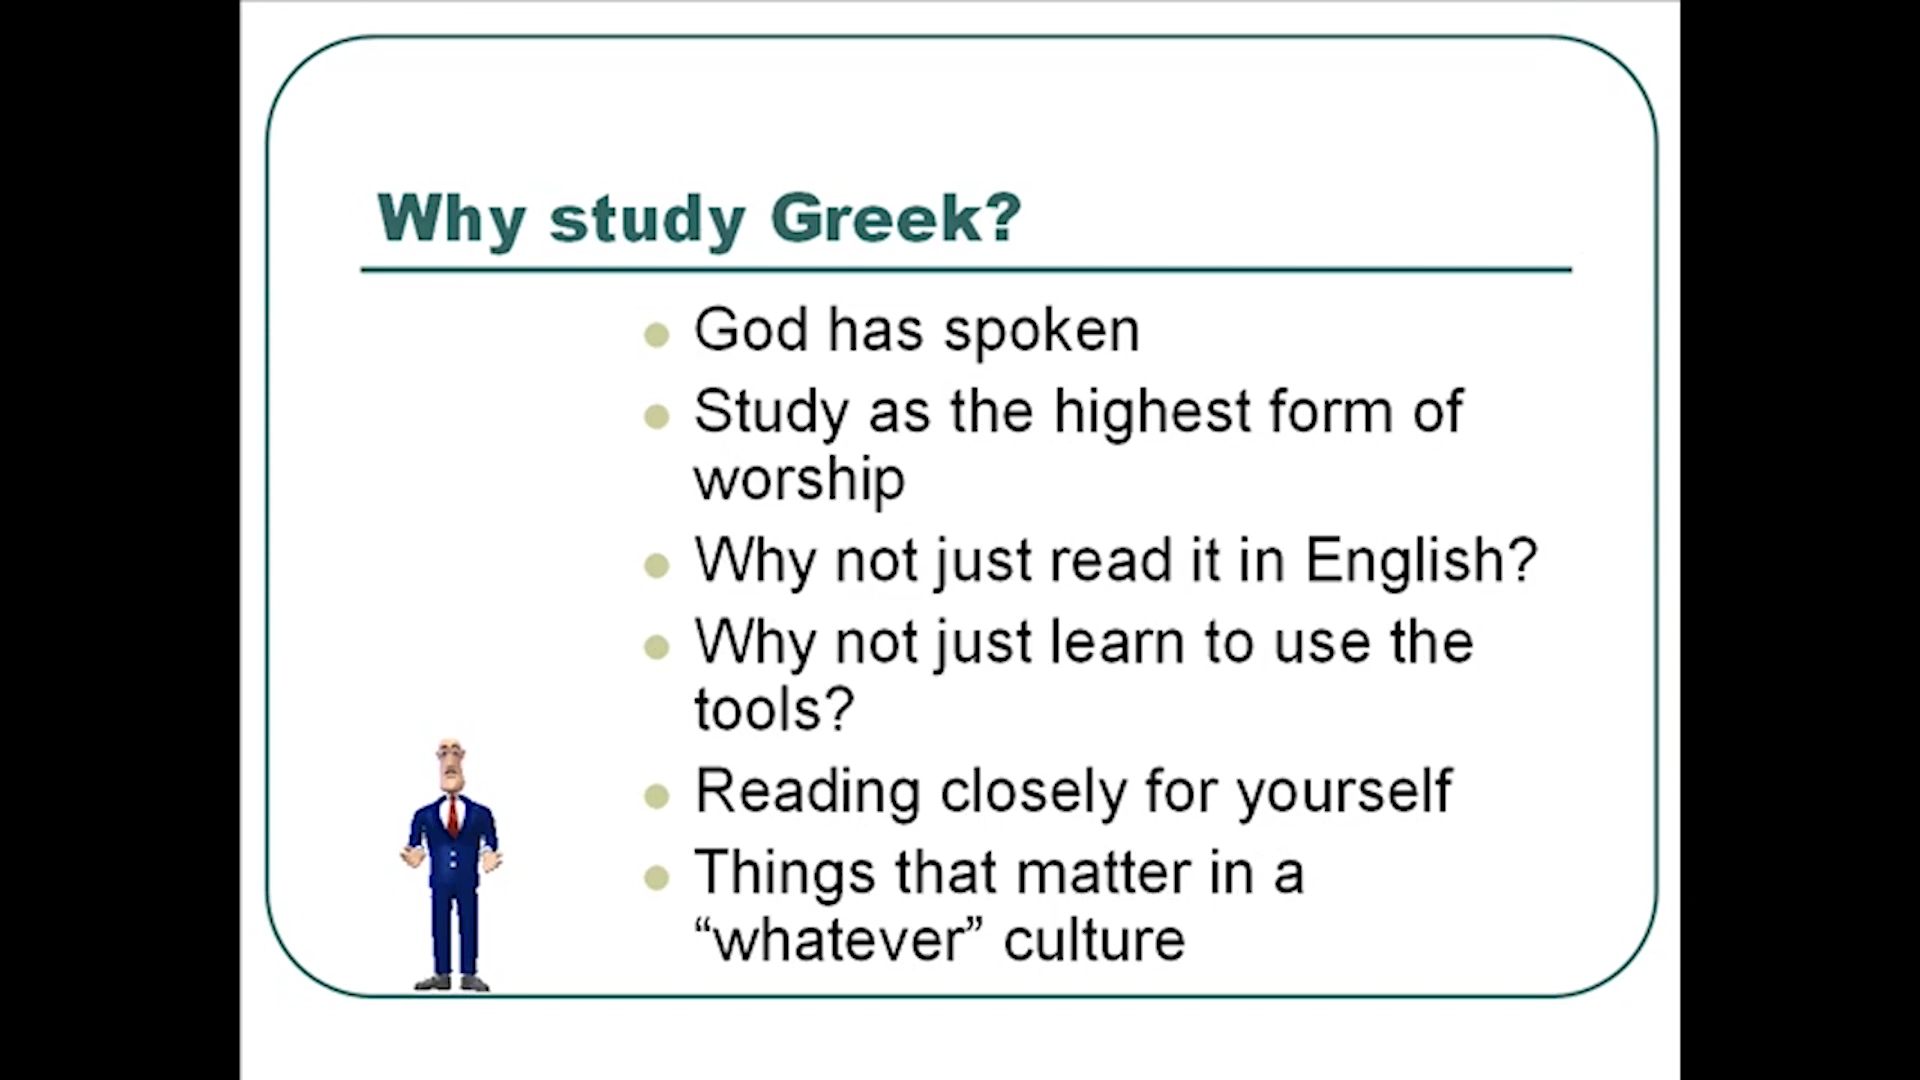 Why study Greek?
God has spoken
Study as the highest form of
worship
Why not just read it in English?
Why not just learn to use the
tools?
Reading closely for yourself
Things that matter in a
“whatever” culture